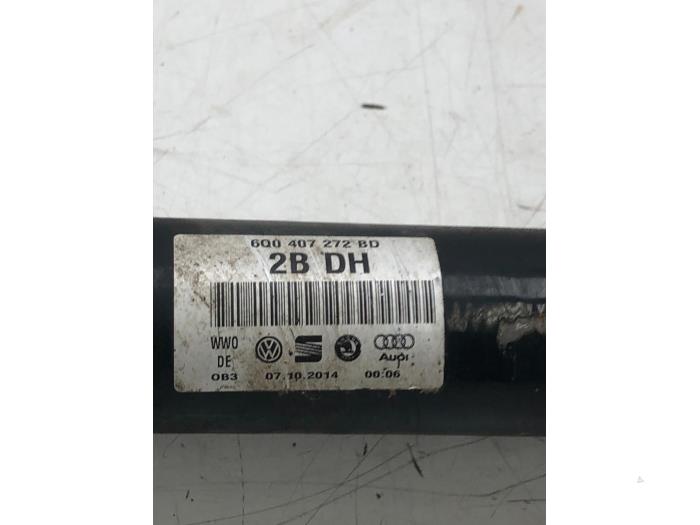 6Q0 407 272 BD
2B DH
WWO
DE
Audi
OB3 07.10.2014 00:06